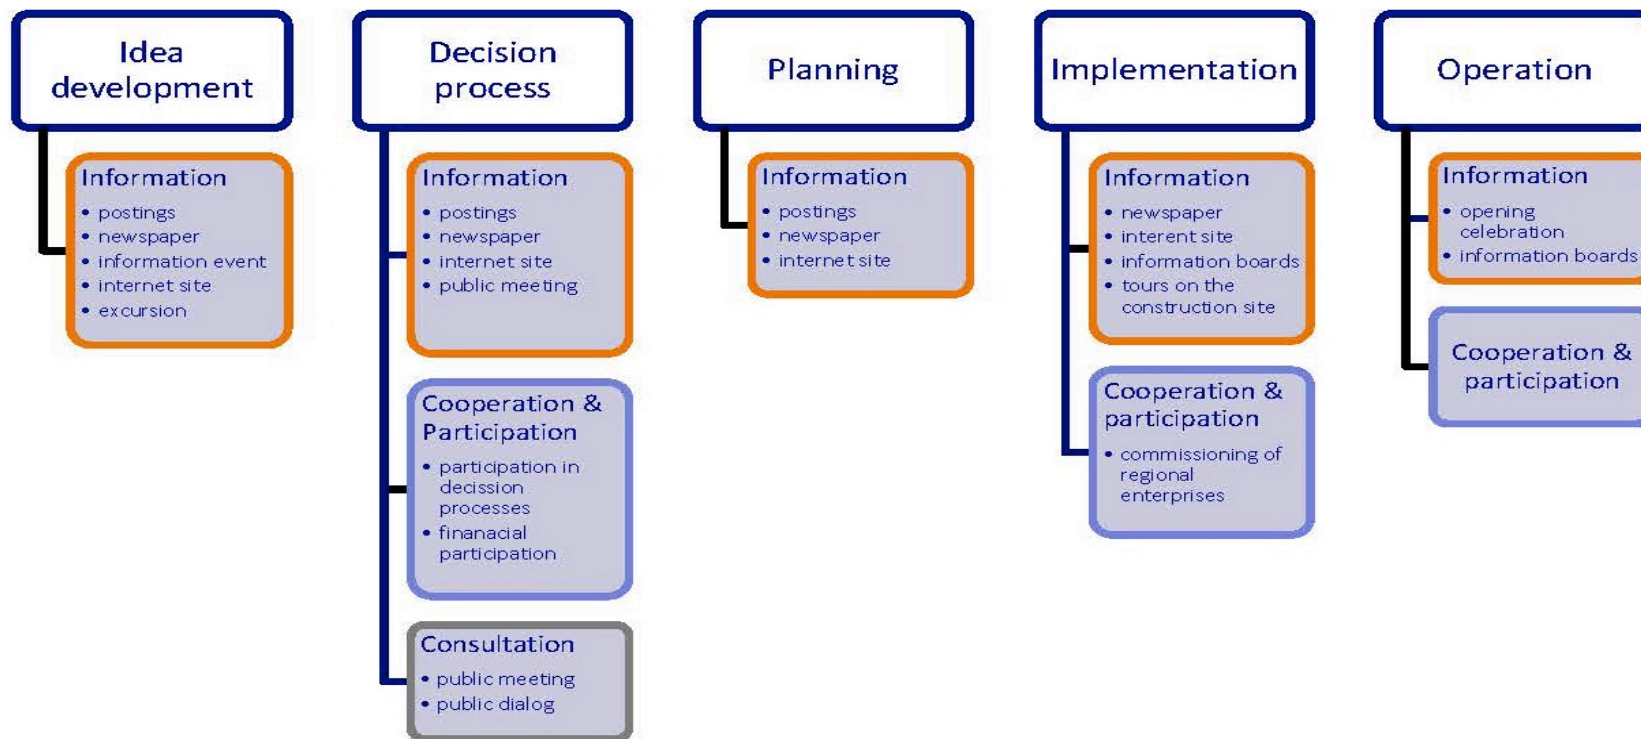 Idea
development
Information
• postings
• newspaper
• information event
• internet site
• excursion
Decision
process
Information
• postings
• newspaper
• internet site
• public meeting
Cooperation &
Participation
• participation in
decission
processes
• finanacial
participation
Consultation
• public meeting
• public dialog
Planning
Information
• postings
• newspaper
• internet site
Implementation
Information
• newspaper
• interent site
• information boards
• tours on the
construction site
Cooperation &
participation
• commissioning of
regional
enterprises
Operation
Information
• opening
celebration
• information boards
Cooperation &
participation